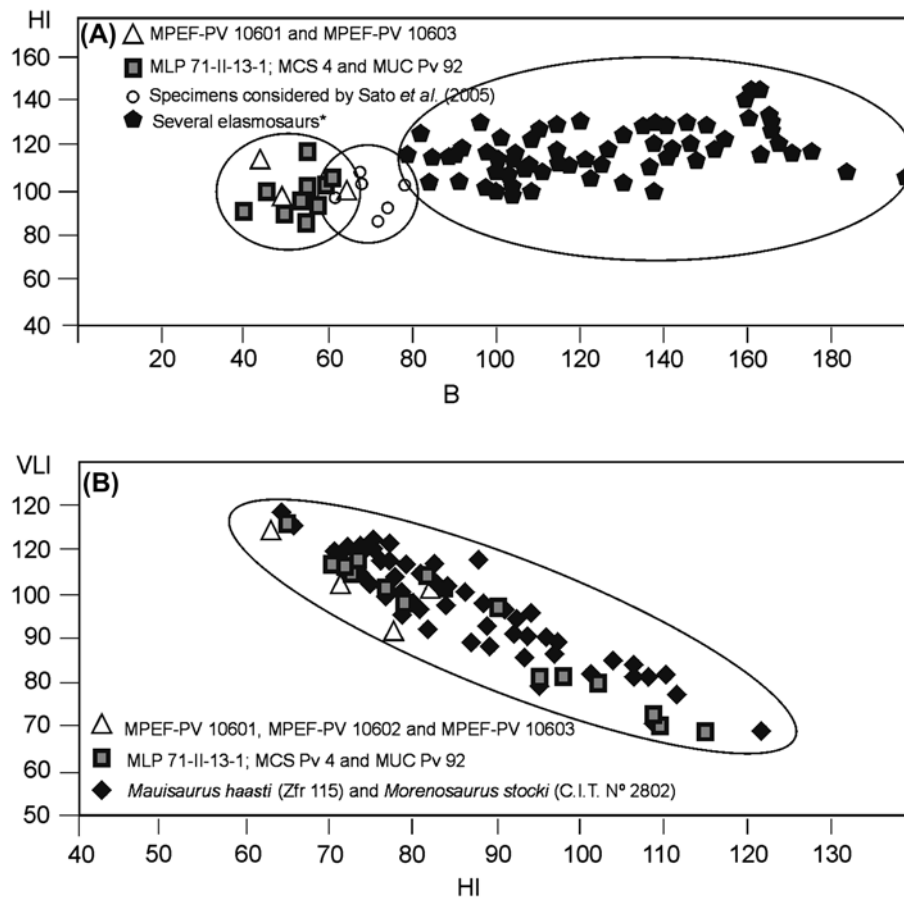 HI
(A)
MPEF-PV 10601 and MPEF-PV 10603
MLP 71-II-13-1; MCS 4 and MUC Pv 92
Specimens considered by Sato et al. (2005)
Several elasmosaurs*
160
140
120
100
80
60
40
20 40 60 80 100 120 140 160 180
B
VLI
(B)
120
120
100
90
80
70
60
50
MPEF-PV 10601, MPEF-PV 10602 and MPEF-PV 10603
MLP 71-II-13-1; MCS Pv 4 and MUC Pv 92
Mauisaurus haasti (Zfr 115) and Morenosaurus stocki (C.I.T. Nº 2802)
40 50 60 70 80 90 100 110 120 130
HI